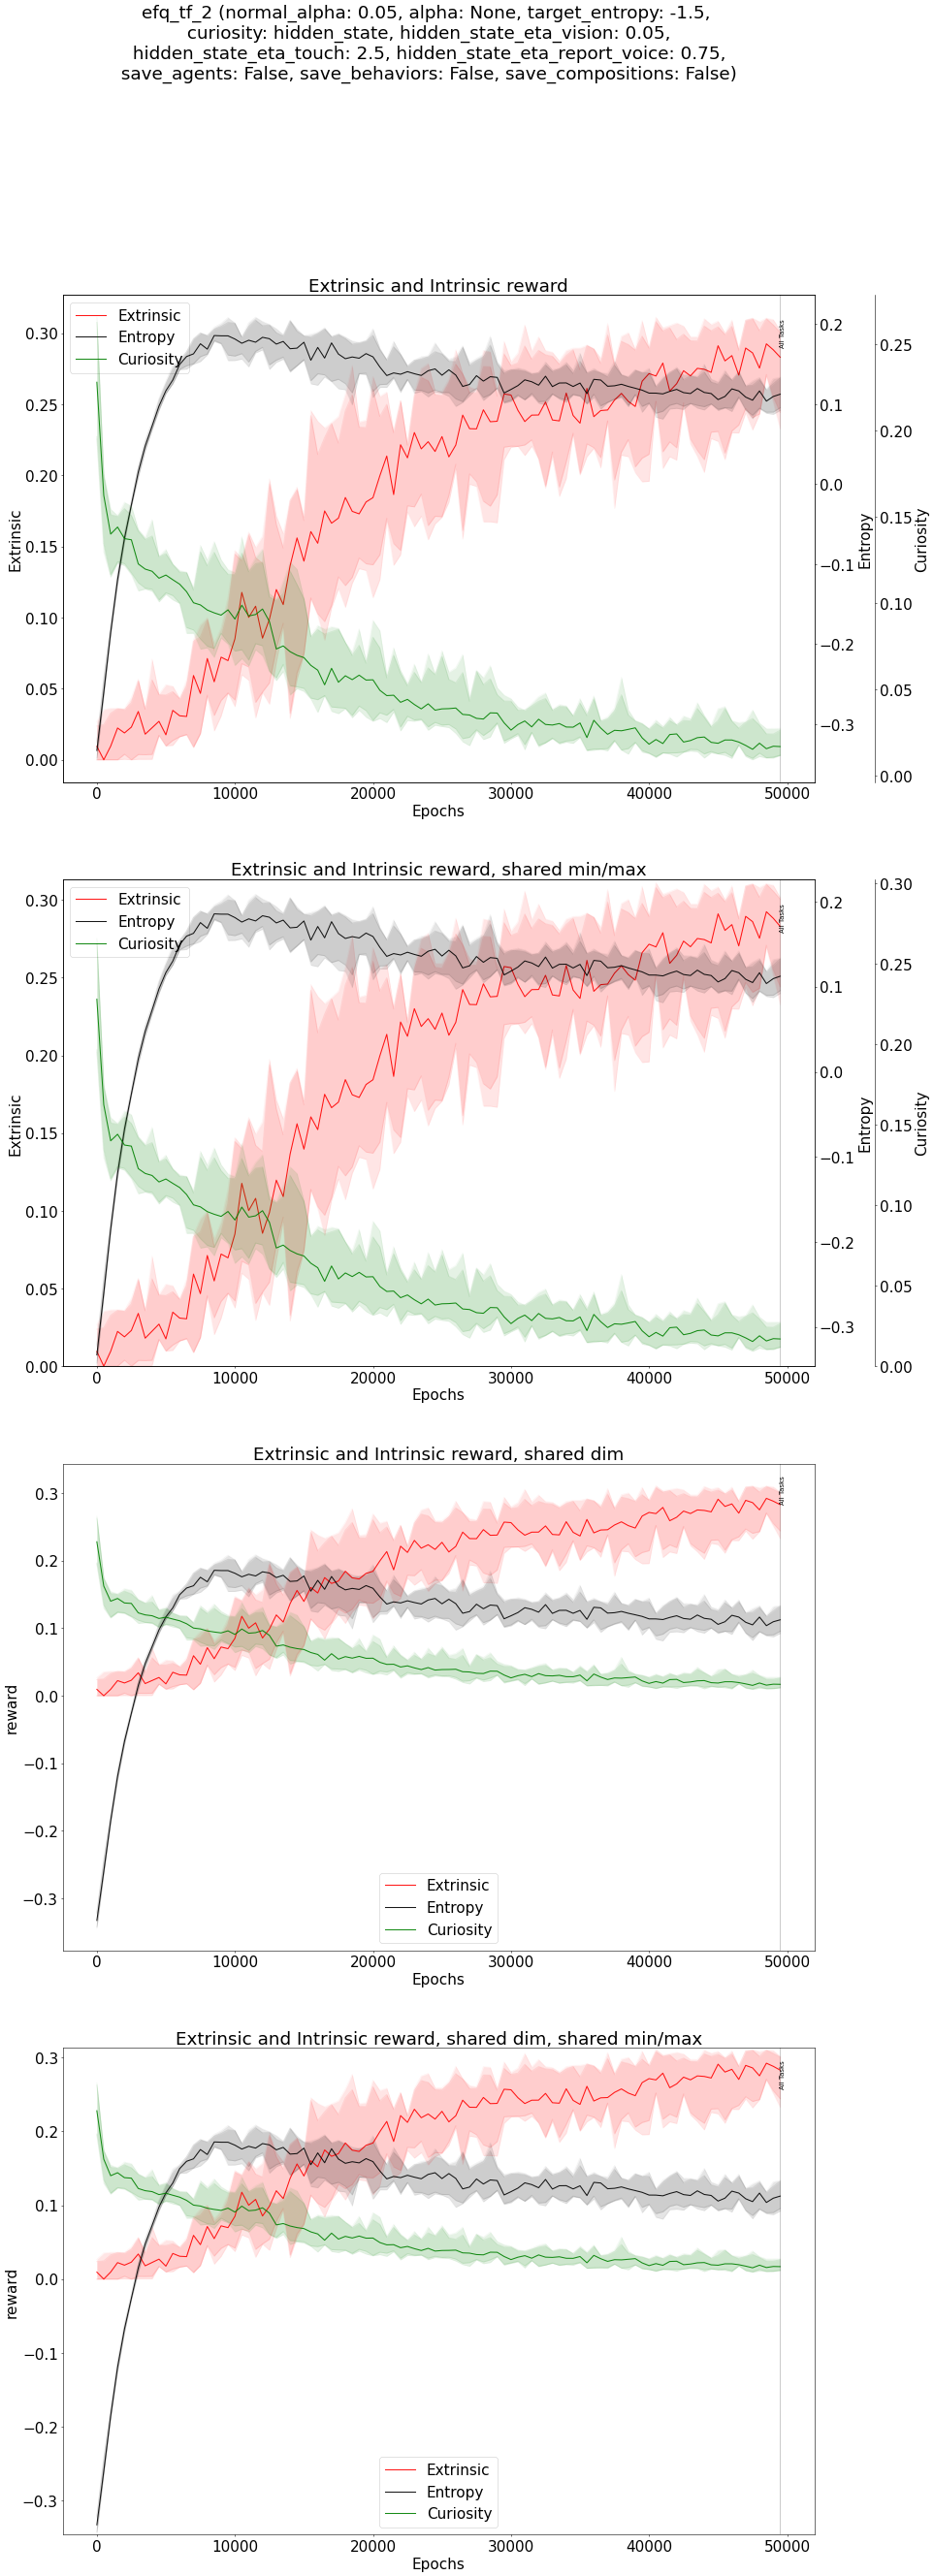 efq_tf_2 (normal_alpha: 0.05, alpha: None, target_entropy: -1.5,
curiosity: hidden_state, hidden_state_eta_vision: 0.05,
hidden_state_eta_touch: 2.5, hidden_state_eta_report_voice: 0.75,
save_agents: False, save_behaviors: False, save_compositions: False)
Extrinsic and Intrinsic reward
Extrinsic
Entropy
Curiosity
All Tasks
0.30
0.25
0.20
0.15
0.10
0.05
0.00
Extrinsic
0.2
0.1
0.0
−0.1
−0.2
−0.3
Entropy
0.25
0.20
0.15
0.10
0.05
0.00
Curiosity
0 10000 20000 30000 40000 50000
Epochs
Extrinsic and Intrinsic reward, shared min/max
Extrinsic
Entropy
Curiosity
All Tasks
0.30
0.25
0.20
0.15
0.10
0.05
0.00
Extrinsic
0.2
0.1
0.0
−0.1
−0.2
−0.3
Entropy
0.30
0.25
0.20
0.15
0.10
0.05
0.00
Curiosity
0 10000 20000 30000 40000 50000
Epochs
Extrinsic and Intrinsic reward, shared dim
All Tasks
0.3
0.2
0.1
0.0
−0.1
−0.2
−0.3
reward
Extrinsic
Entropy
Curiosity
0 10000 20000 30000 40000 50000
Epochs
Extrinsic and Intrinsic reward, shared dim, shared min/max
All Tasks
0.3
0.2
0.1
0.0
−0.1
−0.2
−0.3
reward
Extrinsic
Entropy
Curiosity
0 10000 20000 30000 40000 50000
Epochs